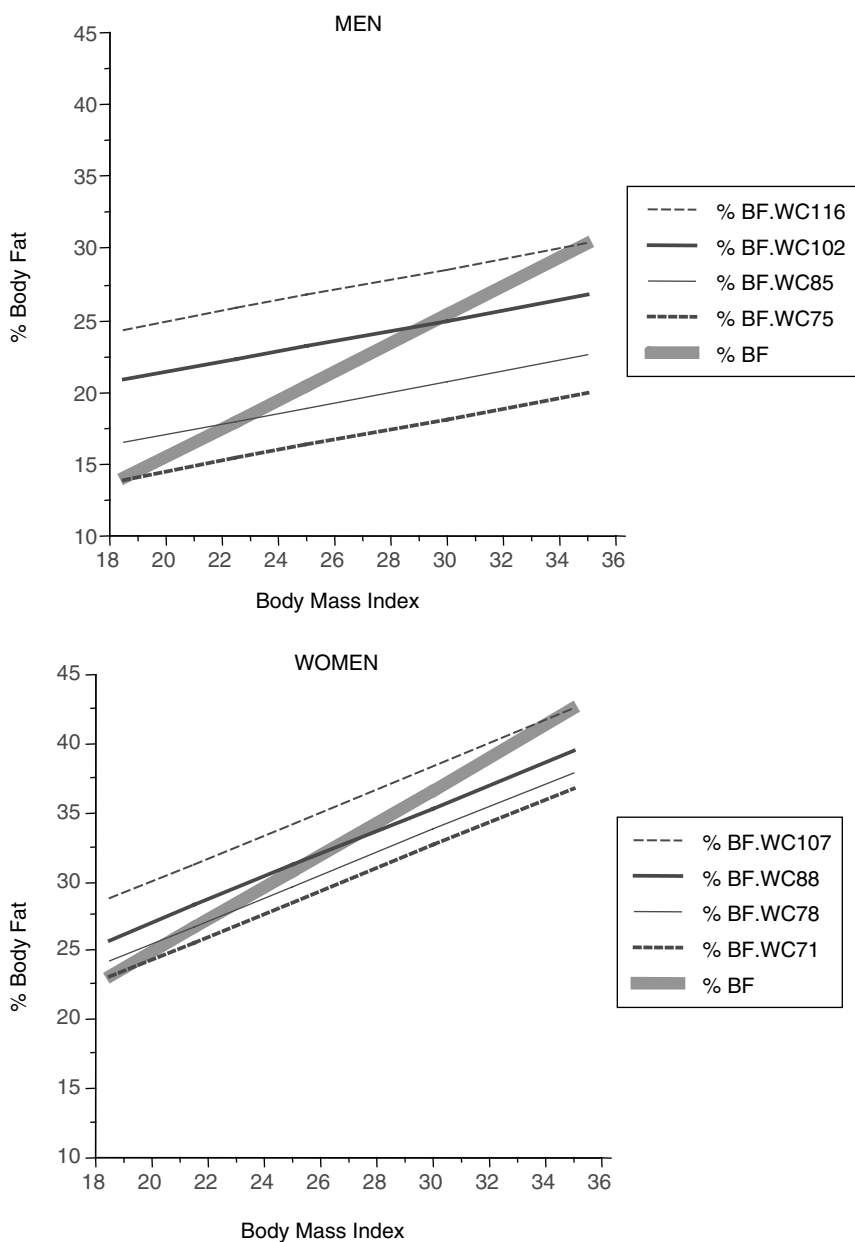 MEN
45
40
35
30
25
20
15
10
% Body Fat
18 20 22 24 26 28 30 32 34 36
Body Mass Index
% BF.WC116
% BF.WC102
% BF.WC85
% BF.WC75
% BF
WOMEN
45
40
35
30
25
20
15
10
% Body Fat
18 20 22 24 26 28 30 32 34 36
Body Mass Index
% BF.WC107
% BF.WC88
% BF.WC78
% BF.WC71
% BF